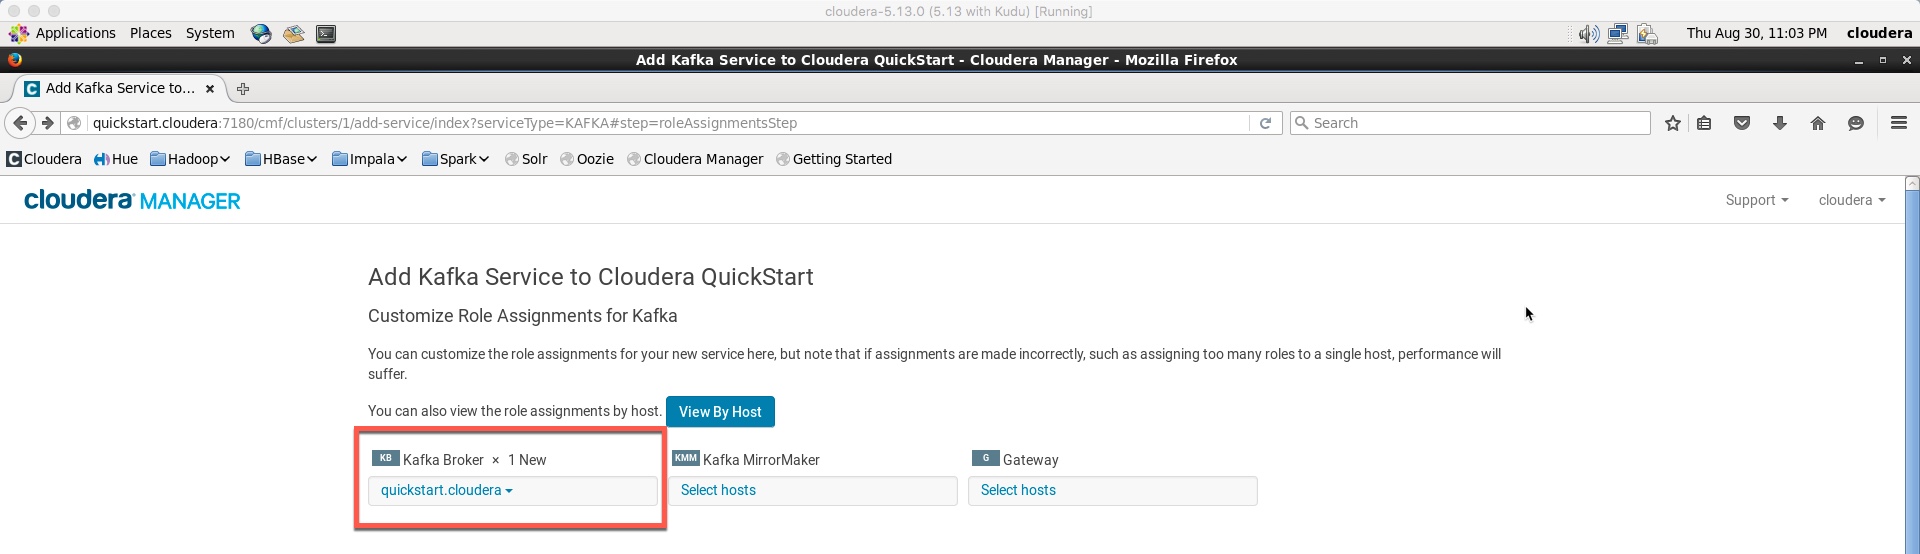 cloudera-5.13.0 (5.13 with Kudu) [Running]
Applications Places System Thu Aug 30, 11:03 PM cloudera
Add Kafka Service to Cloudera QuickStart - Cloudera Manager - Mozilla Firefox
C Add Kafka Service to... ×
quickstart.cloudera:7180/cmf/clusters/1/add-service/index?serviceType=KAFKA#step=roleAssignmentsStep Search
C Cloudera Hue Hadoop HBase Impala Spark Solr Oozie Cloudera Manager Getting Started
cloudera MANAGER Support cloudera
Add Kafka Service to Cloudera QuickStart
Customize Role Assignments for Kafka
You can customize the role assignments for your new service here, but note that if assignments are made incorrectly, such as assigning too many roles to a single host, performance will
suffer.
You can also view the role assignments by host. View By Host
KB Kafka Broker × 1 New KMM Kafka MirrorMaker G Gateway
quickstart.cloudera Select hosts Select hosts